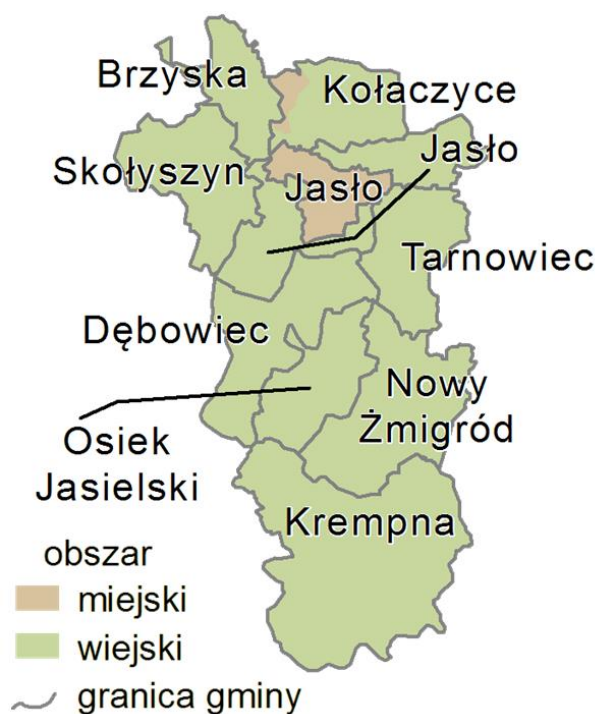 Brzyska
Kołaczyce
Jasło
Skołyszyn
Jasło
Tarnowiec
Dębowiec
Nowy
Żmigród
Osiek
Jasielski
Krempna
obszar
miejski
wiejski
granica gminy